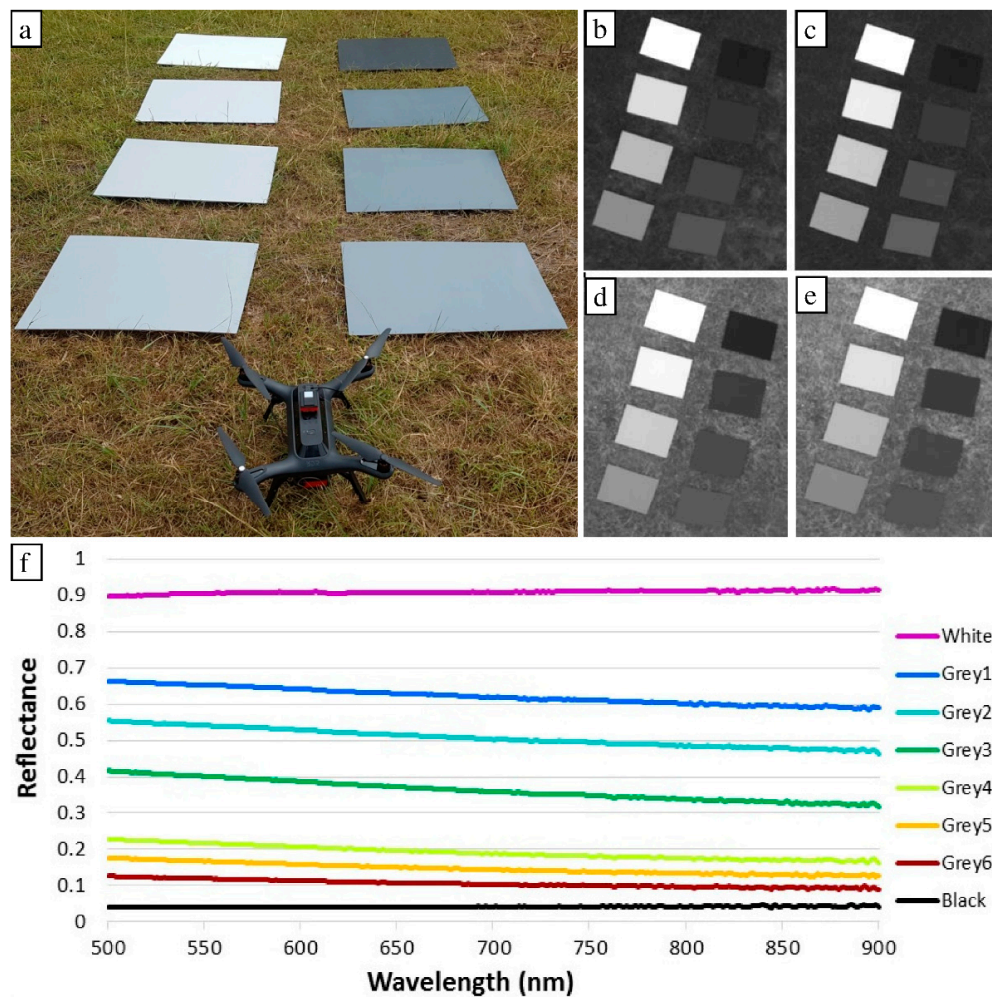 a
b
c
d
e
f
1
0.9
0.8
0.7
0.6
0.5
0.4
0.3
0.2
0.1
0
Reflectance
500 550 600 650 700 750 800 850 900
Wavelength (nm)
White
Grey1
Grey2
Grey3
Grey4
Grey5
Grey6
Black